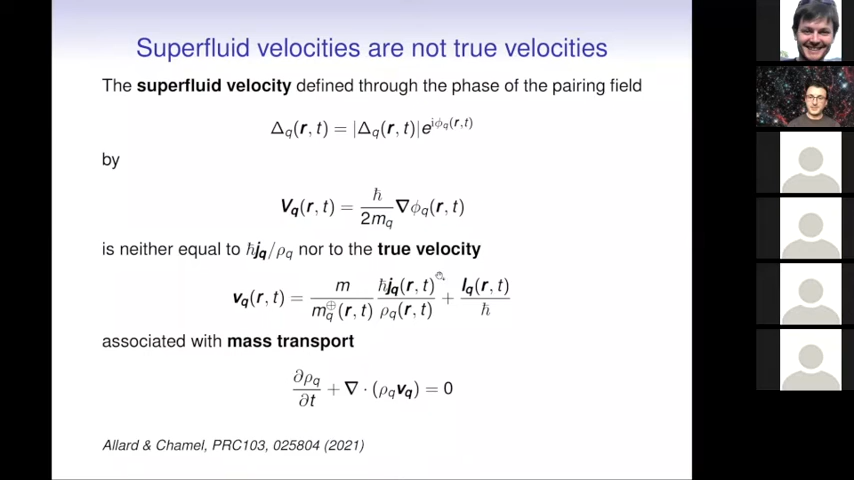 Superfluid velocities are not true velocities
The superfluid velocity defined through the phase of the pairing field
Δq(r, t) = |Δq(r, t)|e^{iϕq(r,t)}
by
Vq(r, t) = ℏ/2mq ∇ϕq(r, t)
is neither equal to ℏjq/ρq nor to the true velocity
vq(r, t) = m/mq⊕(r, t) ℏjq(r, t)/ρq(r, t) + Iq(r, t)/ℏ
associated with mass transport
∂ρq/∂t + ∇ · (ρqvq) = 0
Allard & Chamel, PRC103, 025804 (2021)